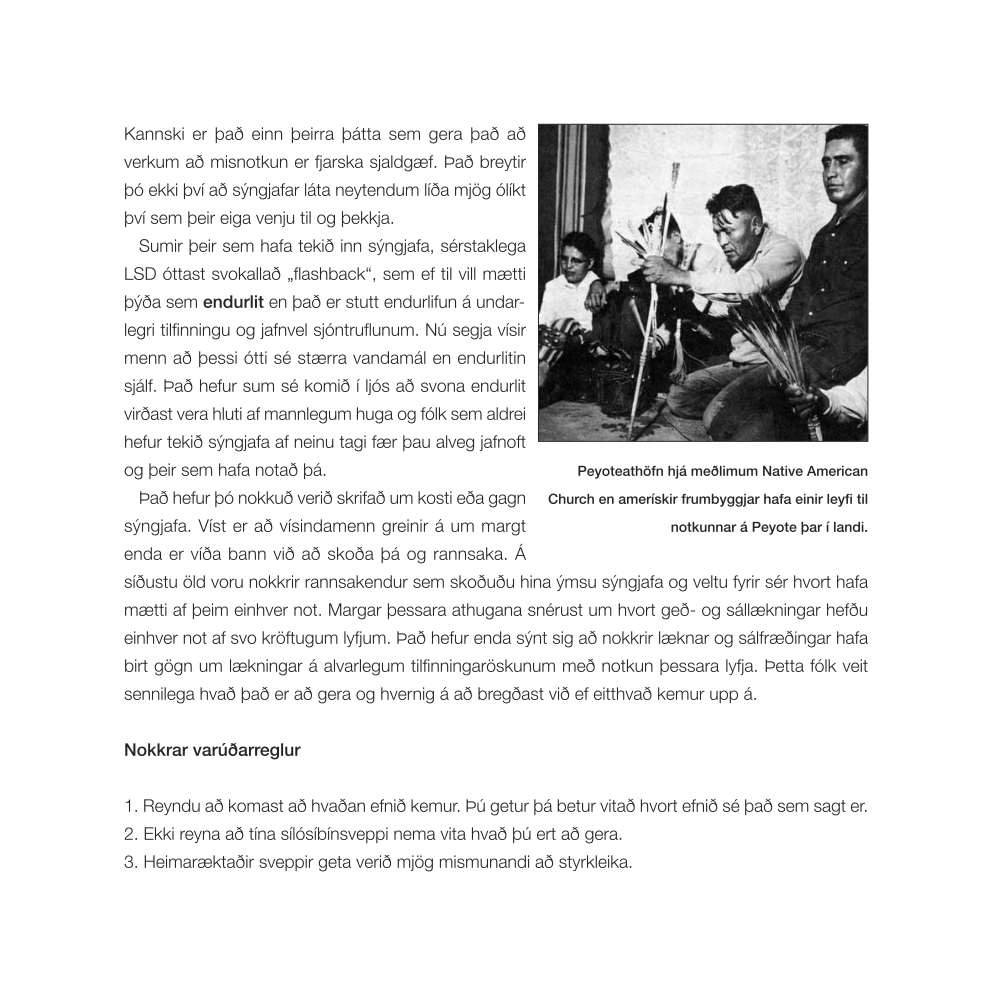 Kannski er það einn þeirra þátta sem gera það að
verkum að misnotkun er fjarska sjaldgæf. Það breytir
þó ekki því að sýngjafar láta neytendum líða mjög ólíkt
því sem þeir eiga venju til og þekkja.
Sumir þeir sem hafa tekið inn sýngjafa, sérstaklega
LSD óttast svokallað „flashback“, sem ef til vill mætti
þýða sem endurlit en það er stutt endurlifun á undar-
legri tilfinningu og jafnvel sjóntruflunum. Nú segja vísir
menn að þessi ótti sé stærra vandamál en endurlitin
sjálf. Það hefur sum sé komið í ljós að svona endurlit
virðast vera hluti af mannlegum huga og fólk sem aldrei
hefur tekið sýngjafa af neinu tagi fær þau alveg jafnoft
og þeir sem hafa notað þá.
Það hefur þó nokkuð verið skrifað um kosti eða gagn
sýngjafa. Víst er að vísindamenn greinir á um margt
enda er víða bann við að skoða þá og rannsaka. Á
síðustu öld voru nokkrir rannsakendur sem skoðuðu hina ýmsu sýngjafa og veltu fyrir sér hvort hafa
mætti af þeim einhver not. Margar þessara athugana snérust um hvort geð- og sállækningar hefðu
einhver not af svo kröftugum lyfjum. Það hefur enda sýnt sig að nokkrir læknar og sálfræðingar hafa
birt gögn um lækningar á alvarlegum tilfinningaröskunum með notkun þessara lyfja. Þetta fólk veit
sennilega hvað það er að gera og hvernig á að bregðast við ef eitthvað kemur upp á.
Peyoteathöfn hjá meðlimum Native American
Church en amerískir frumbyggjar hafa einir leyfi til
notkunnar á Peyote þar í landi.
Nokkrar varúðarreglur
1. Reyndu að komast að hvaðan efnið kemur. Þú getur þá betur vitað hvort efnið sé það sem sagt er.
2. Ekki reyna að tína sílósíbínsveppi nema vita hvað þú ert að gera.
3. Heimaræktaðir sveppir geta verið mjög mismunandi að styrkleika.